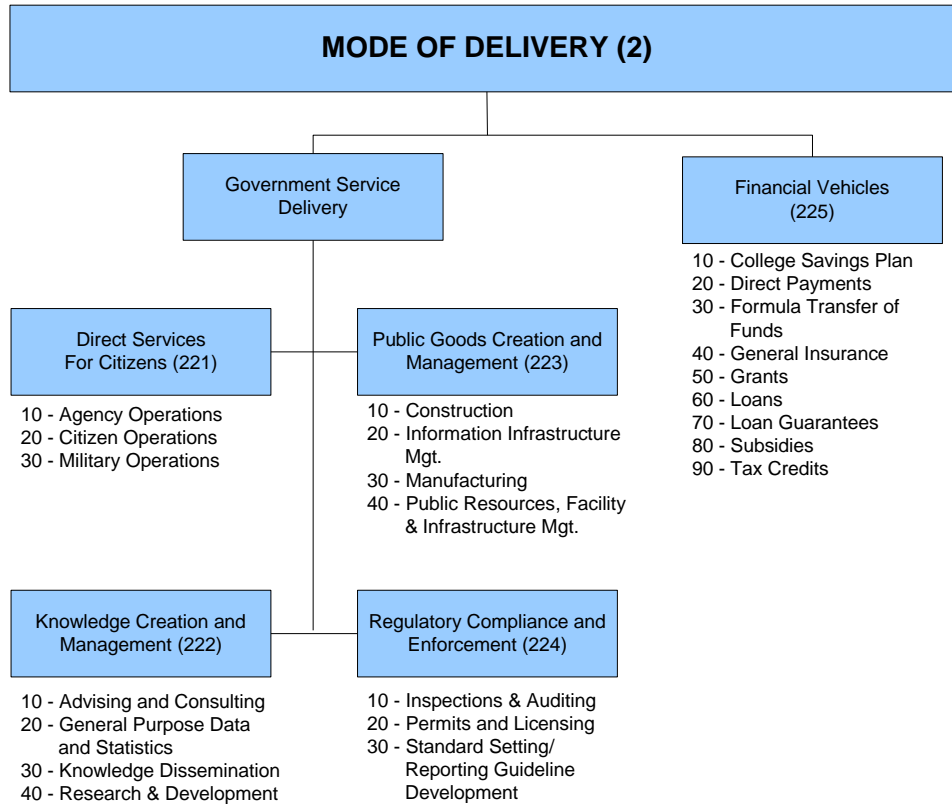 MODE OF DELIVERY (2)
Government Service
Delivery
Financial Vehicles
(225)
10 - College Savings Plan
20 - Direct Payments
30 - Formula Transfer of
Funds
40 - General Insurance
50 - Grants
60 - Loans
70 - Loan Guarantees
80 - Subsidies
90 - Tax Credits
Direct Services
For Citizens (221)
10 - Agency Operations
20 - Citizen Operations
30 - Military Operations
Public Goods Creation and
Management (223)
10 - Construction
20 - Information Infrastructure
Mgt.
30 - Manufacturing
40 - Public Resources, Facility
& Infrastructure Mgt.
Knowledge Creation and
Management (222)
10 - Advising and Consulting
20 - General Purpose Data
and Statistics
30 - Knowledge Dissemination
40 - Research & Development
Regulatory Compliance and
Enforcement (224)
10 - Inspections & Auditing
20 - Permits and Licensing
30 - Standard Setting/
Reporting Guideline
Development